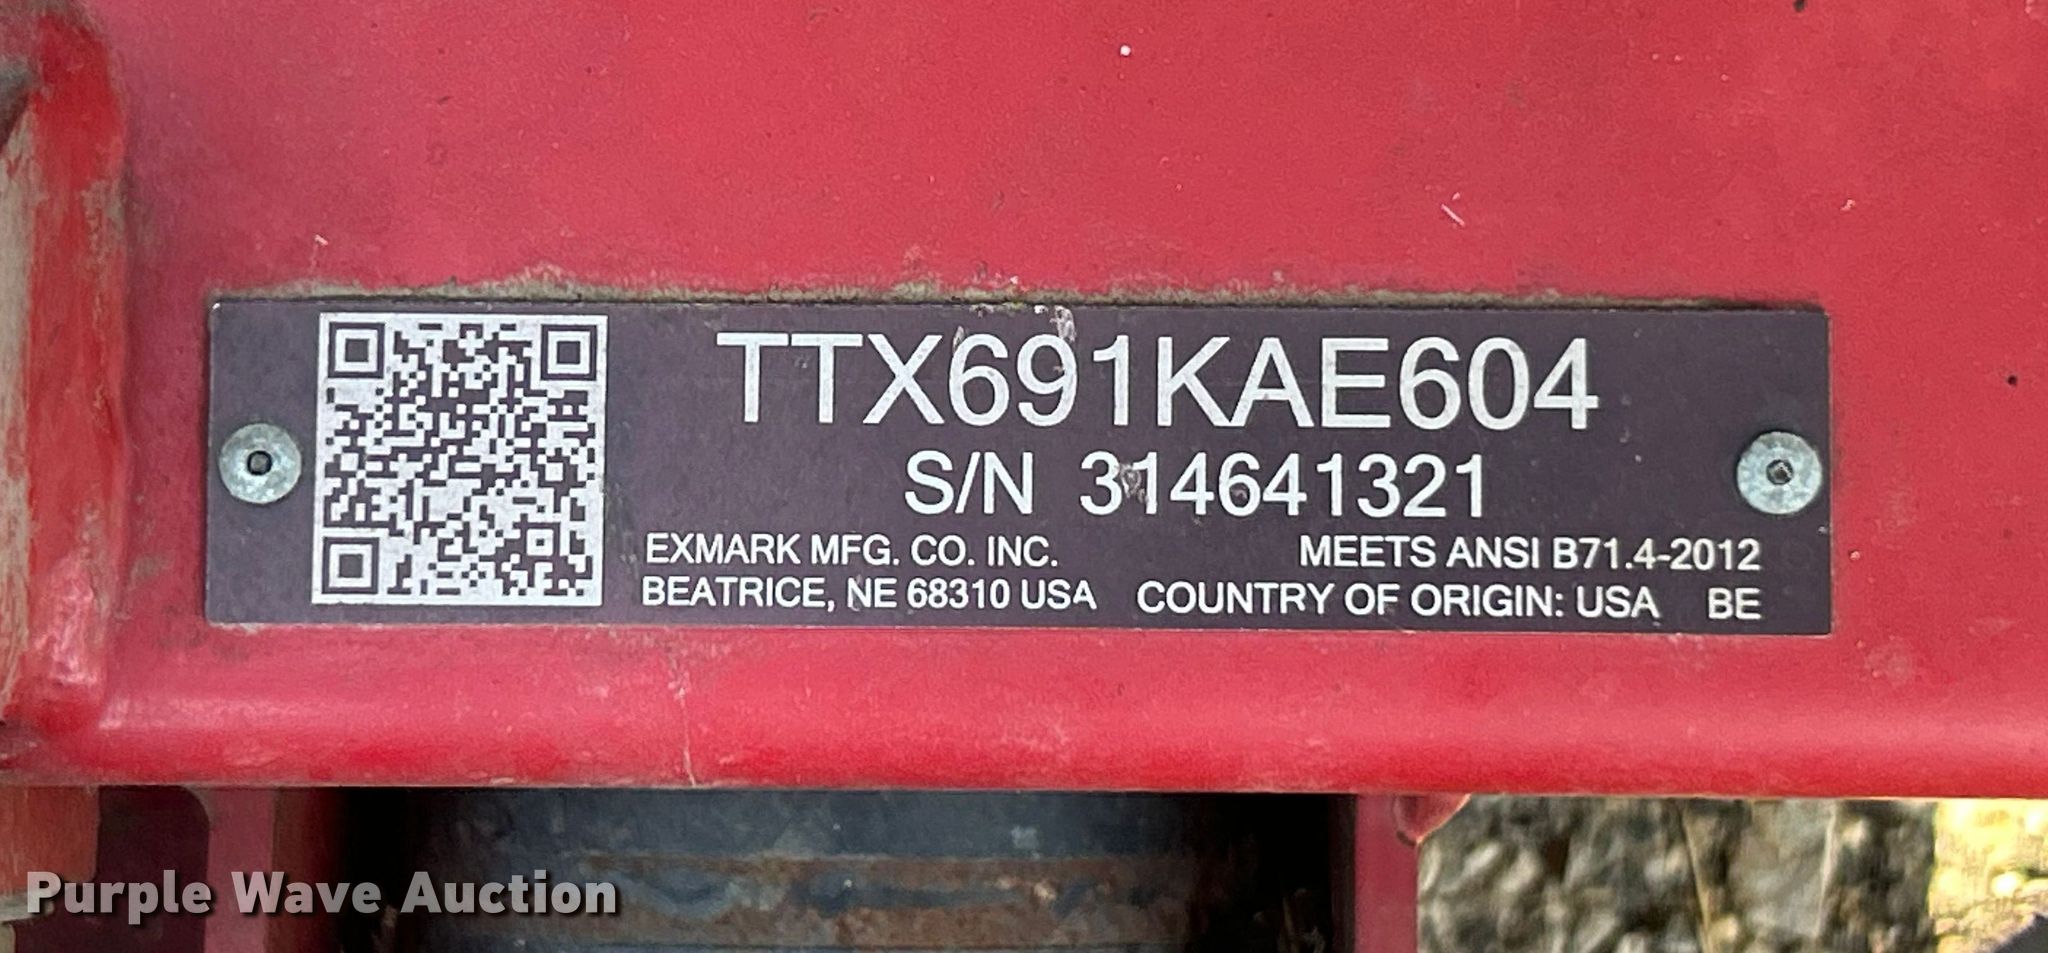 TTX691KAE604
S/N 314641321
EXMARK MFG. CO. INC.
MEETS ANSI B71.4-2012
BEATRICE, NE 68310 USA
COUNTRY OF ORIGIN: USA BE
Purple Wave Auction